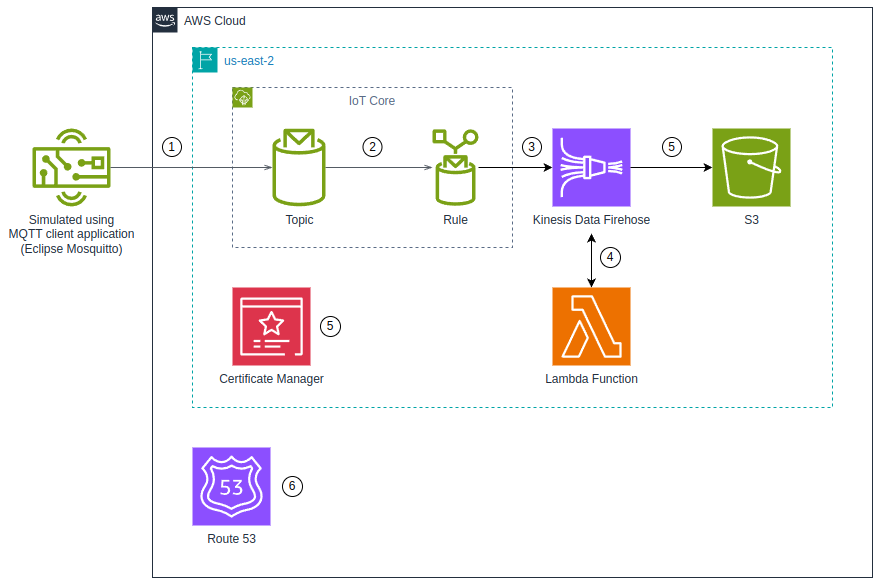 aws
AWS Cloud
us-east-2
IoT Core
1
2
3
5
Simulated using
MQTT client application
(Eclipse Mosquitto)
Topic
Rule
Kinesis Data Firehose
S3
4
5
Certificate Manager
Lambda Function
53
6
Route 53